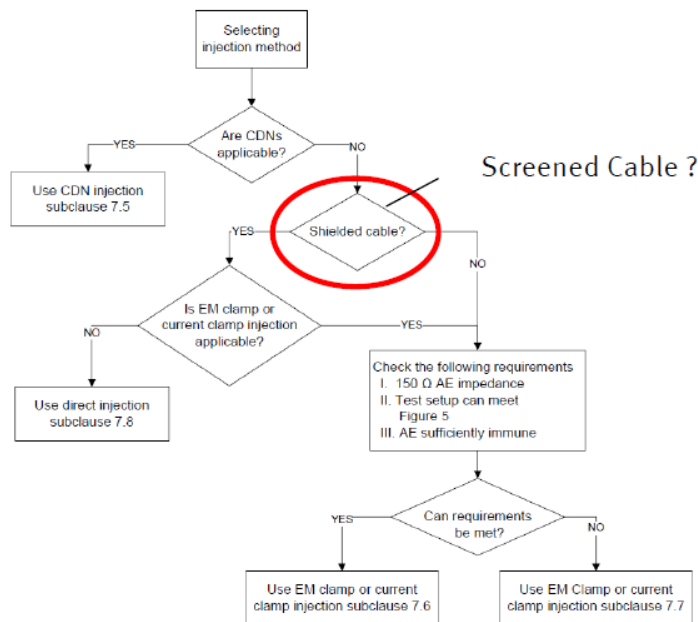 Selecting
injection method
Are CDNs
applicable?
YES
NO
Use CDN injection
subclause 7.5
Screened Cable ?
Shielded cable?
YES
NO
Is EM clamp or
current clamp injection
applicable?
NO
YES
Use direct injection
subclause 7.8
Check the following requirements
I. 150 Ω AE impedance
II. Test setup can meet
Figure 5
III. AE sufficiently immune
Can requirements
be met?
YES
NO
Use EM clamp or current
clamp injection subclause 7.6
Use EM Clamp or current
clamp injection subclause 7.7